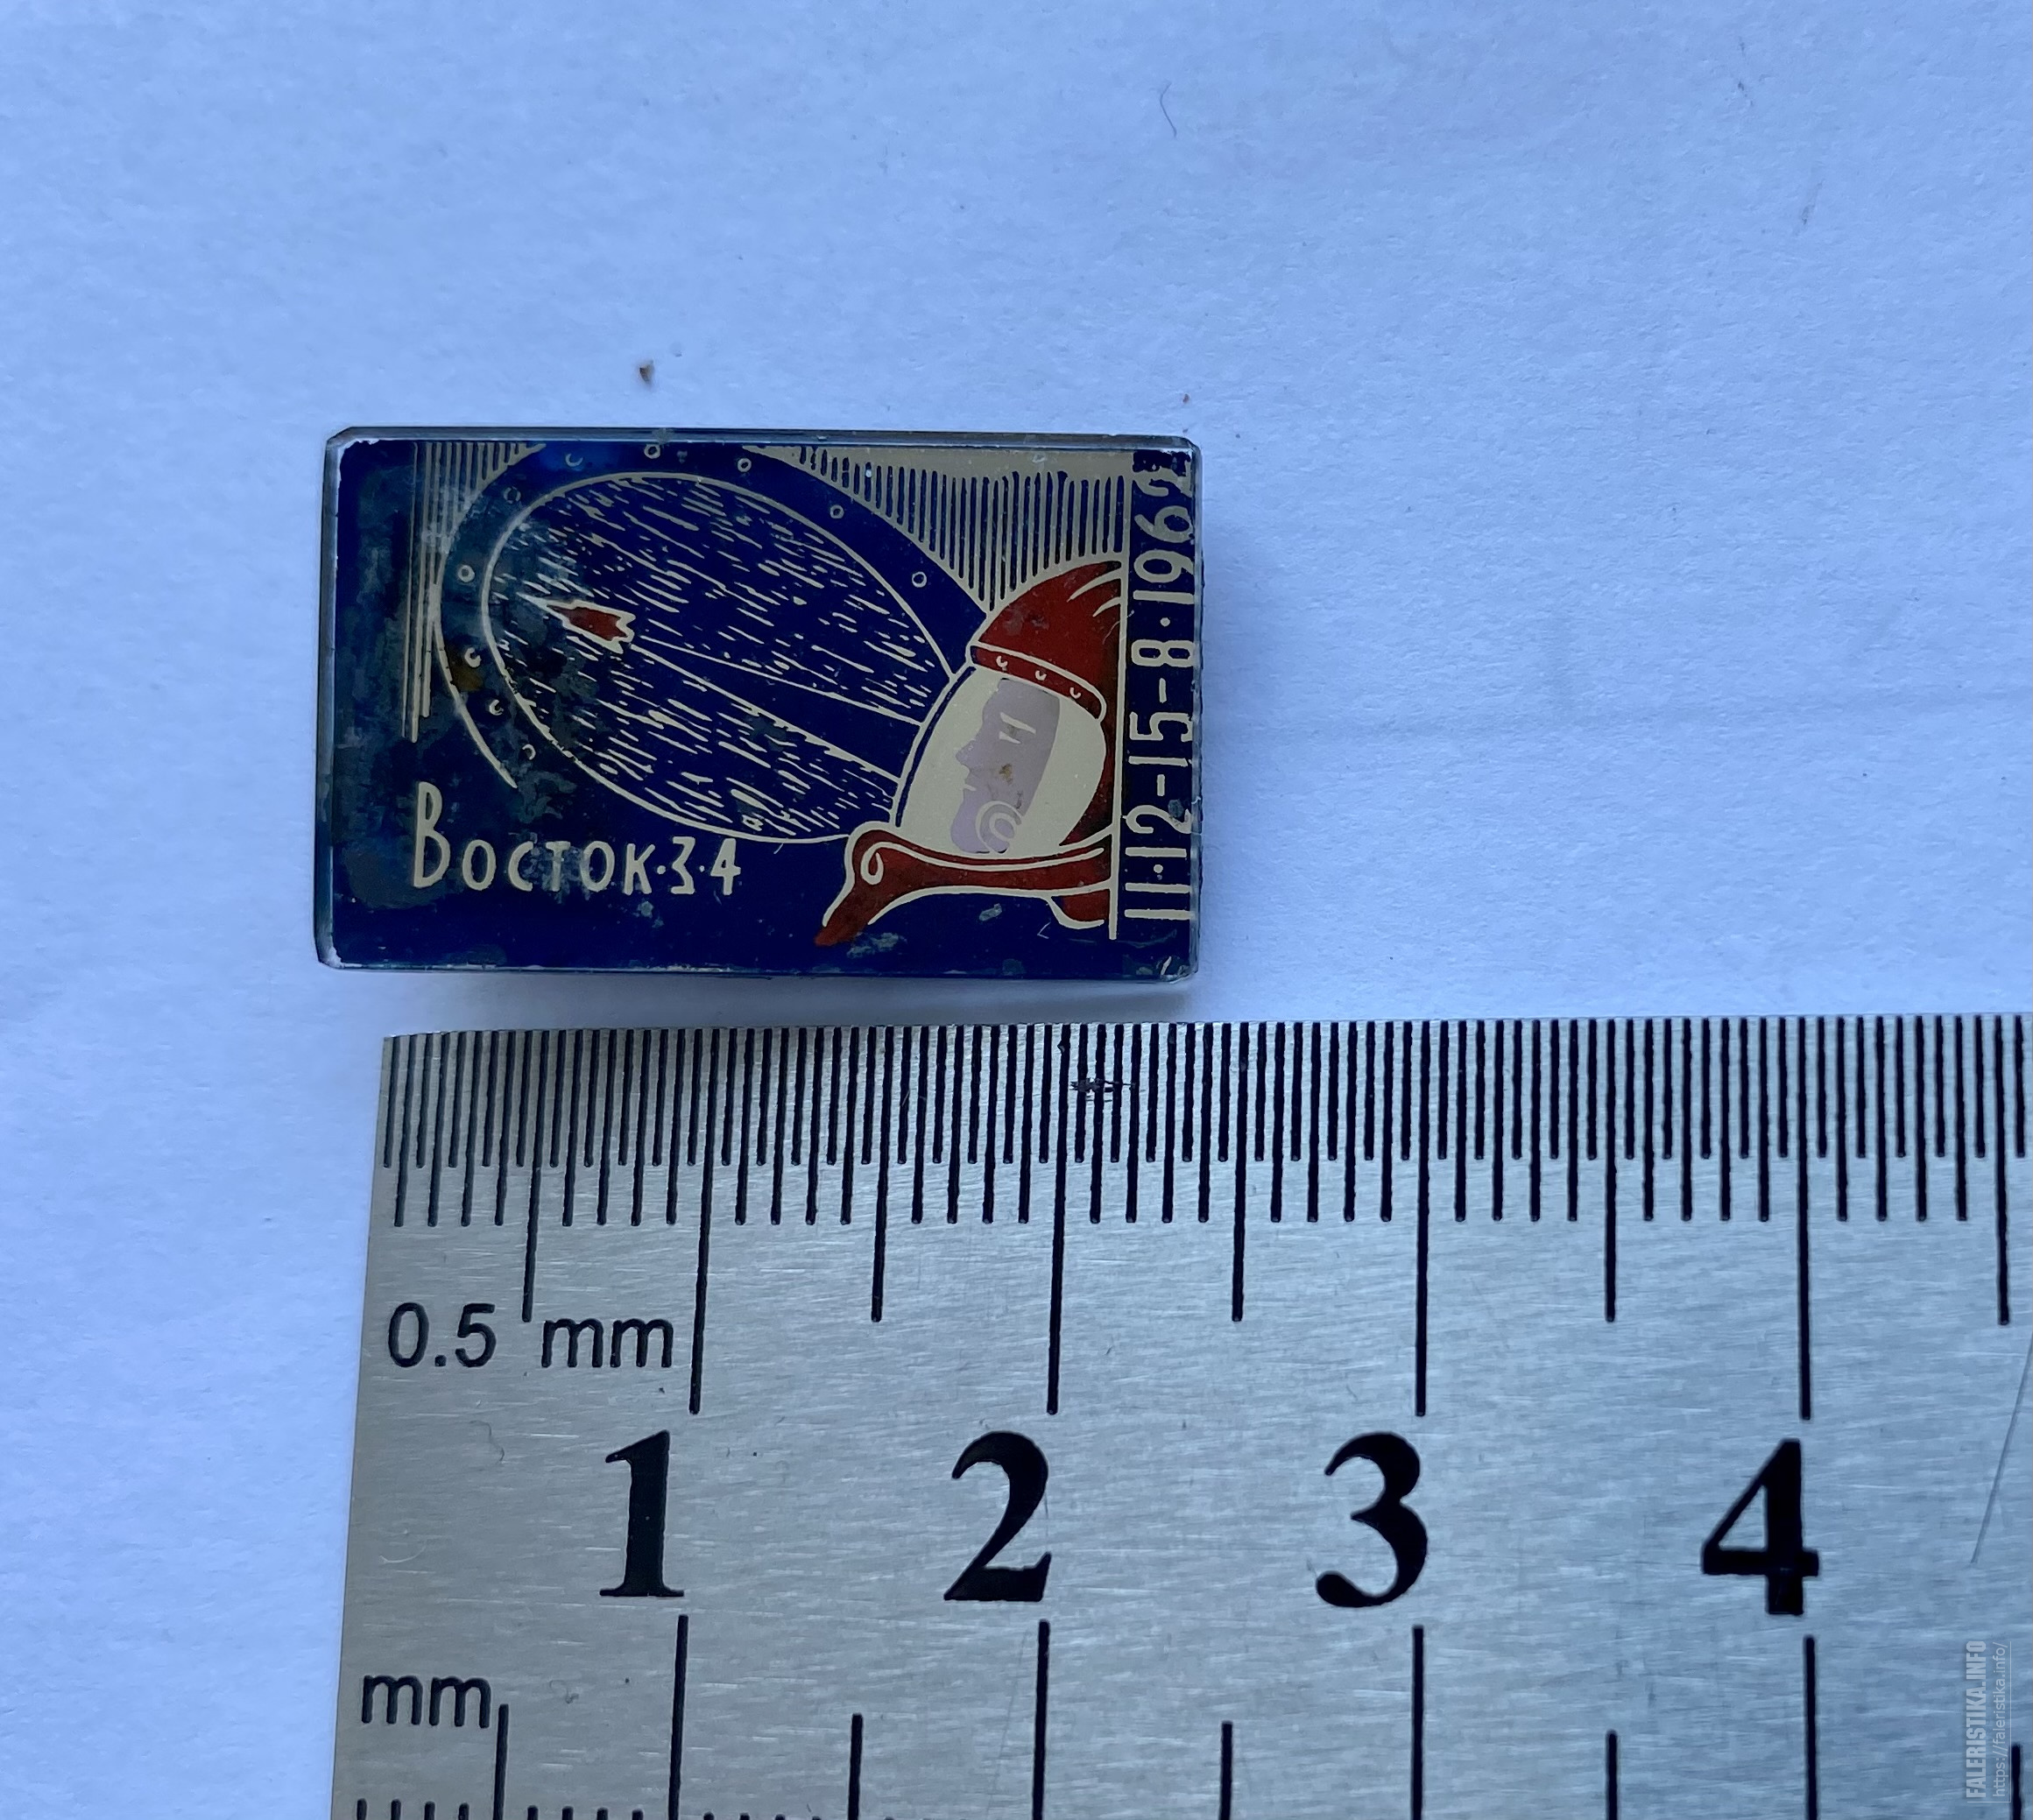 Восток·3·4
11·12-15-8·1962
0.5 mm
1 2 3 4
mm
FALERISTIKA.INFO
https://faleristika.info/